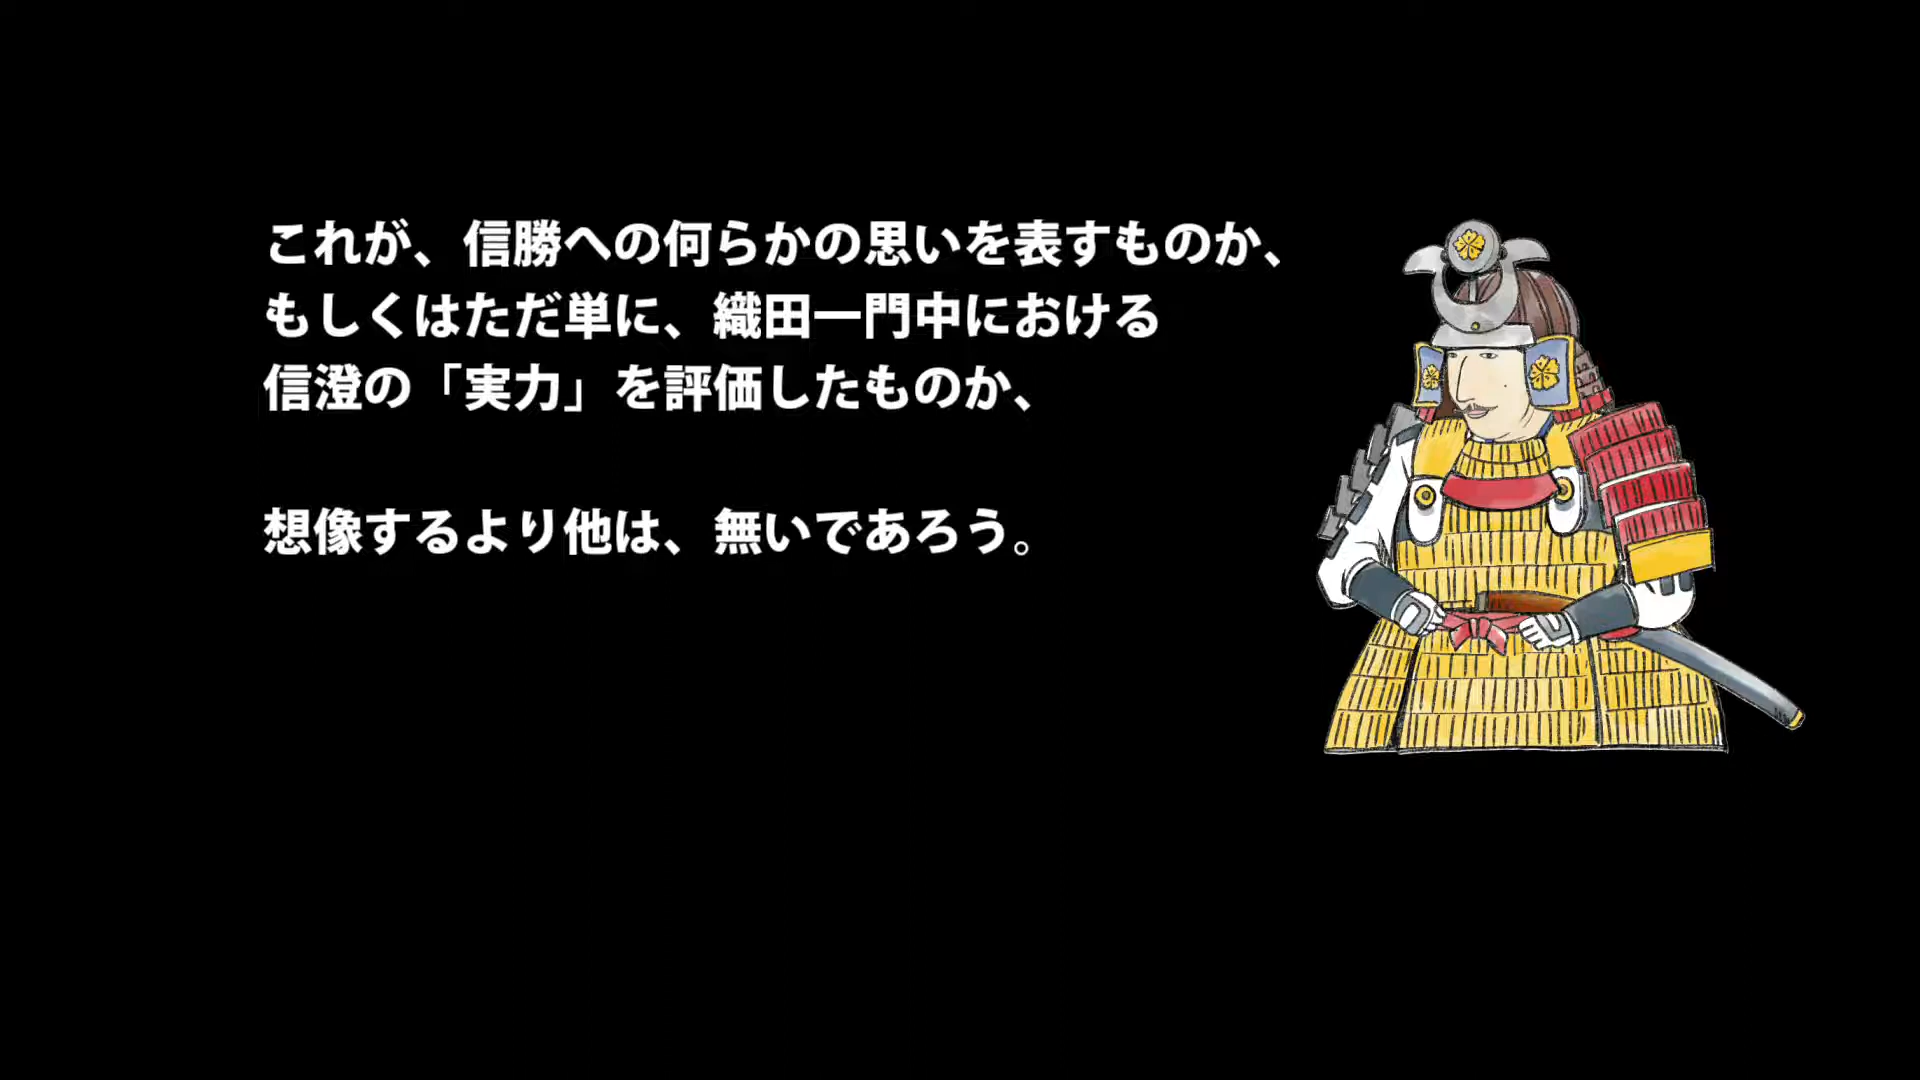 これが、信勝への何らかの思いを表すものか、
もしくはただ単に、織田一門中における
信澄の「実力」を評価したものか、
想像するより他は、無いであろう。